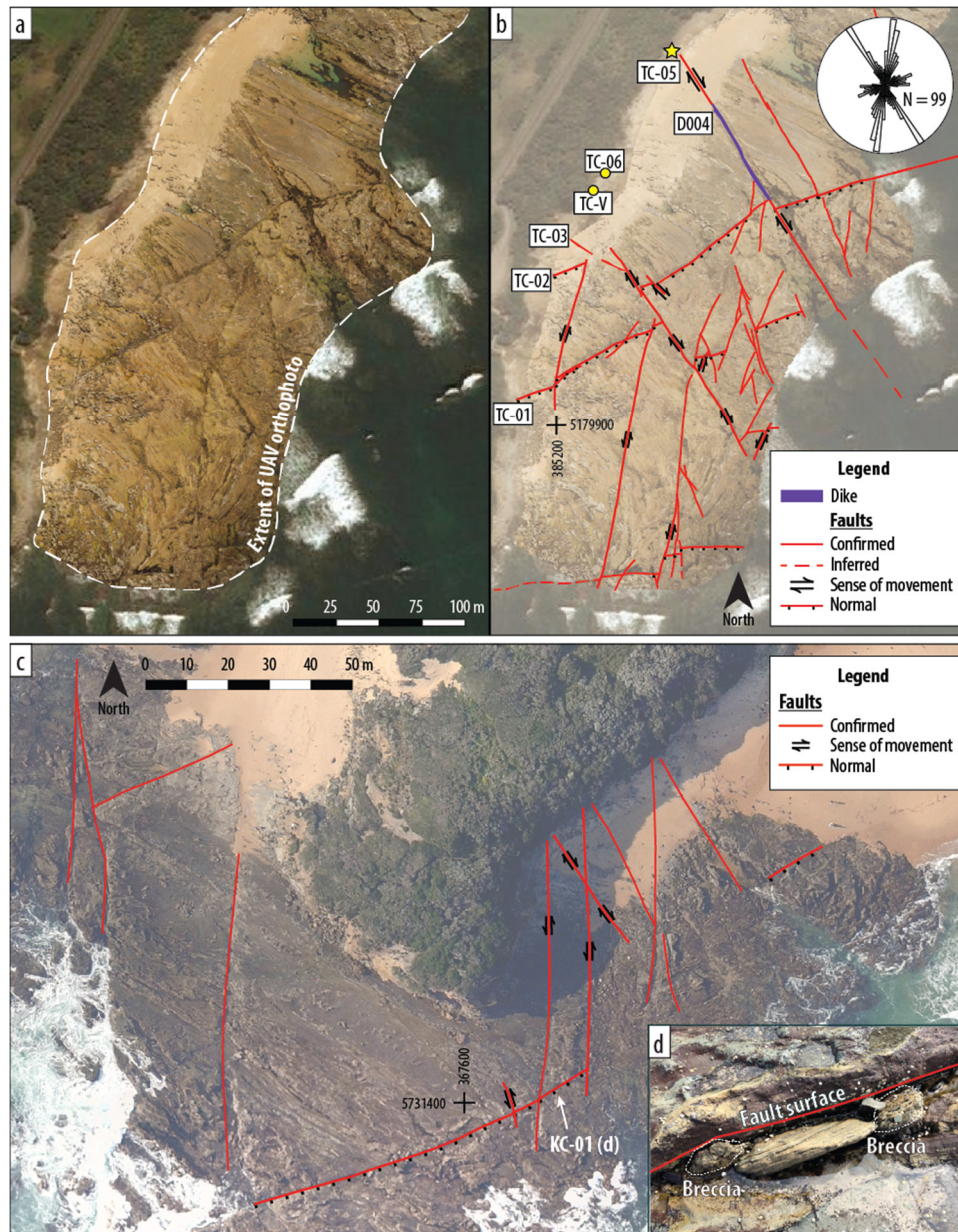 a
Extent of UAV orthophoto
0 25 50 75 100 m
b
TC-05
D004
N = 99
TC-06
TC-V
TC-03
TC-02
TC-01
5179900
385200
Legend
Dike
Faults
Confirmed
Inferred
Sense of movement
Normal
North
c
North
0 10 20 30 40 50 m
Legend
Faults
Confirmed
Sense of movement
Normal
367600
5731400
KC-01 (d)
d
Fault surface
Breccia
Breccia